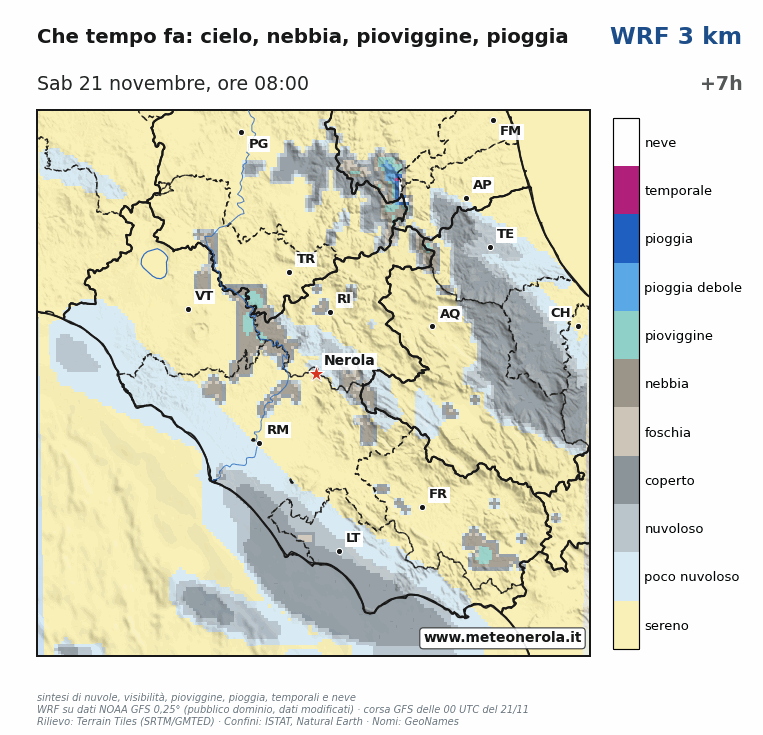 Che tempo fa: cielo, nebbia, pioviggine, pioggia
WRF 3 km
Sab 21 novembre, ore 08:00
+7h
FM
PG
AP
TE
TR
VT
RI
AQ
CH
Nerola
RM
FR
LT
www.meteonerola.it
neve
temporale
pioggia
pioggia debole
pioviggine
nebbia
foschia
coperto
nuvoloso
poco nuvoloso
sereno
sintesi di nuvole, visibilità, pioviggine, pioggia, temporali e neve
WRF su dati NOAA GFS 0,25° (pubblico dominio, dati modificati) · corsa GFS delle 00 UTC del 21/11
Rilievo: Terrain Tiles (SRTM/GMTED) · Confini: ISTAT, Natural Earth · Nomi: GeoNames